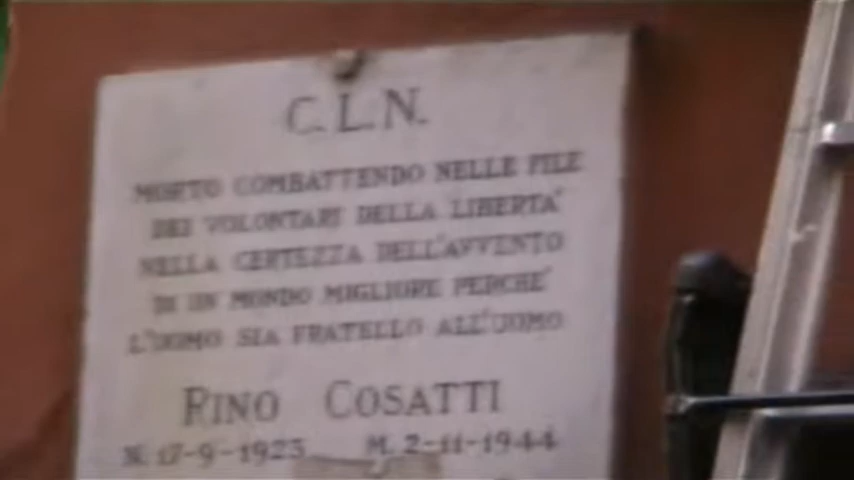 C.L.N.
MORTO COMBATTENDO NELLE FILE
DEI VOLONTARI DELLA LIBERTA'
NELLA CERTEZZA DELL'AVVENTO
DI UN MONDO MIGLIORE PERCHE'
L'UOMO SIA FRATELLO ALL'UOMO
RINO COSATTI
N. 17-9-1923 M. 2-11-1944